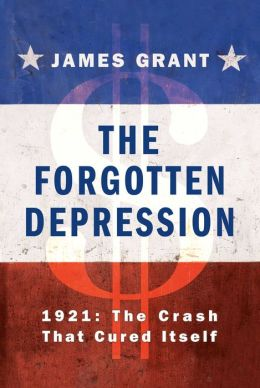 JAMES GRANT
THE
FORGOTTEN
DEPRESSION
1921: The Crash
That Cured Itself